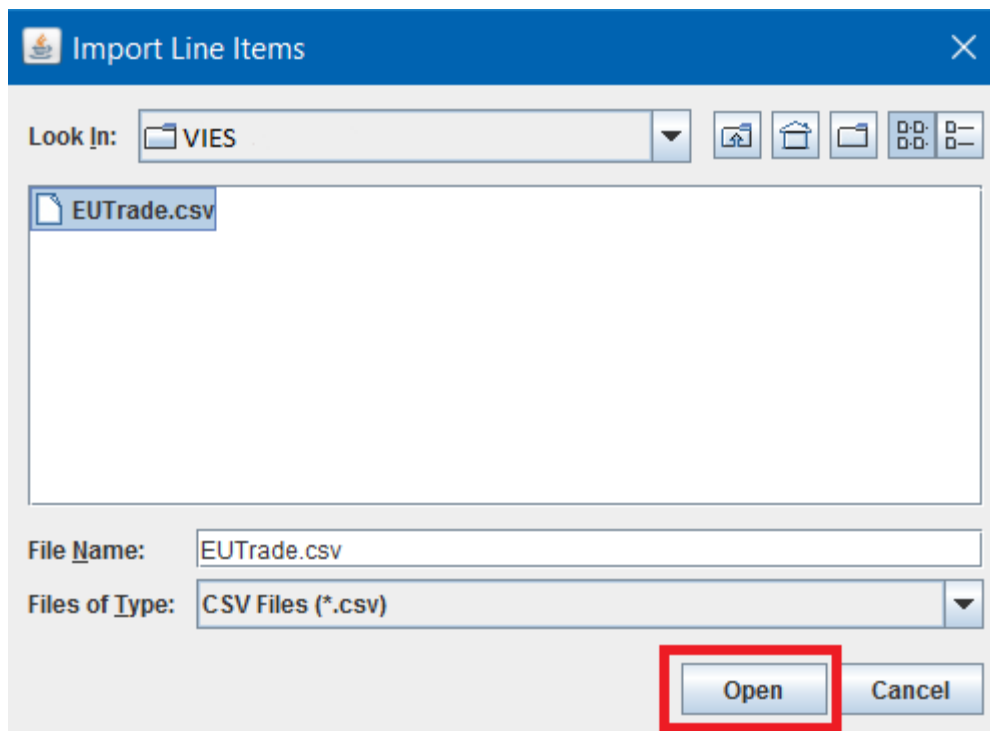 Import Line Items
Look In: VIES
EUTrade.csv
File Name: EUTrade.csv
Files of Type: CSV Files (*.csv)
Open Cancel